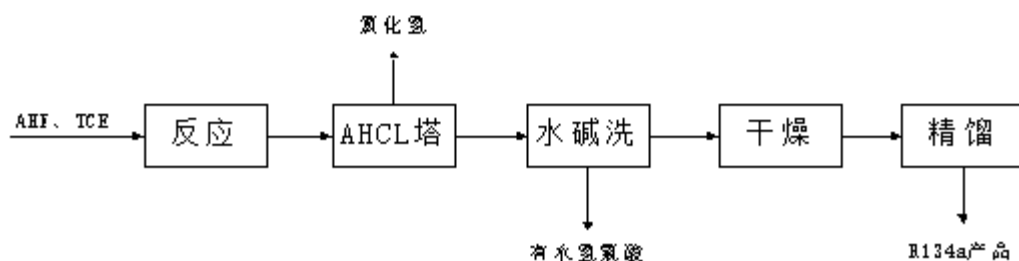 氯化氢
AHF、TCE
反应
AHCL塔
水碱洗
干燥
精馏
有水氢氟酸
R134a产品